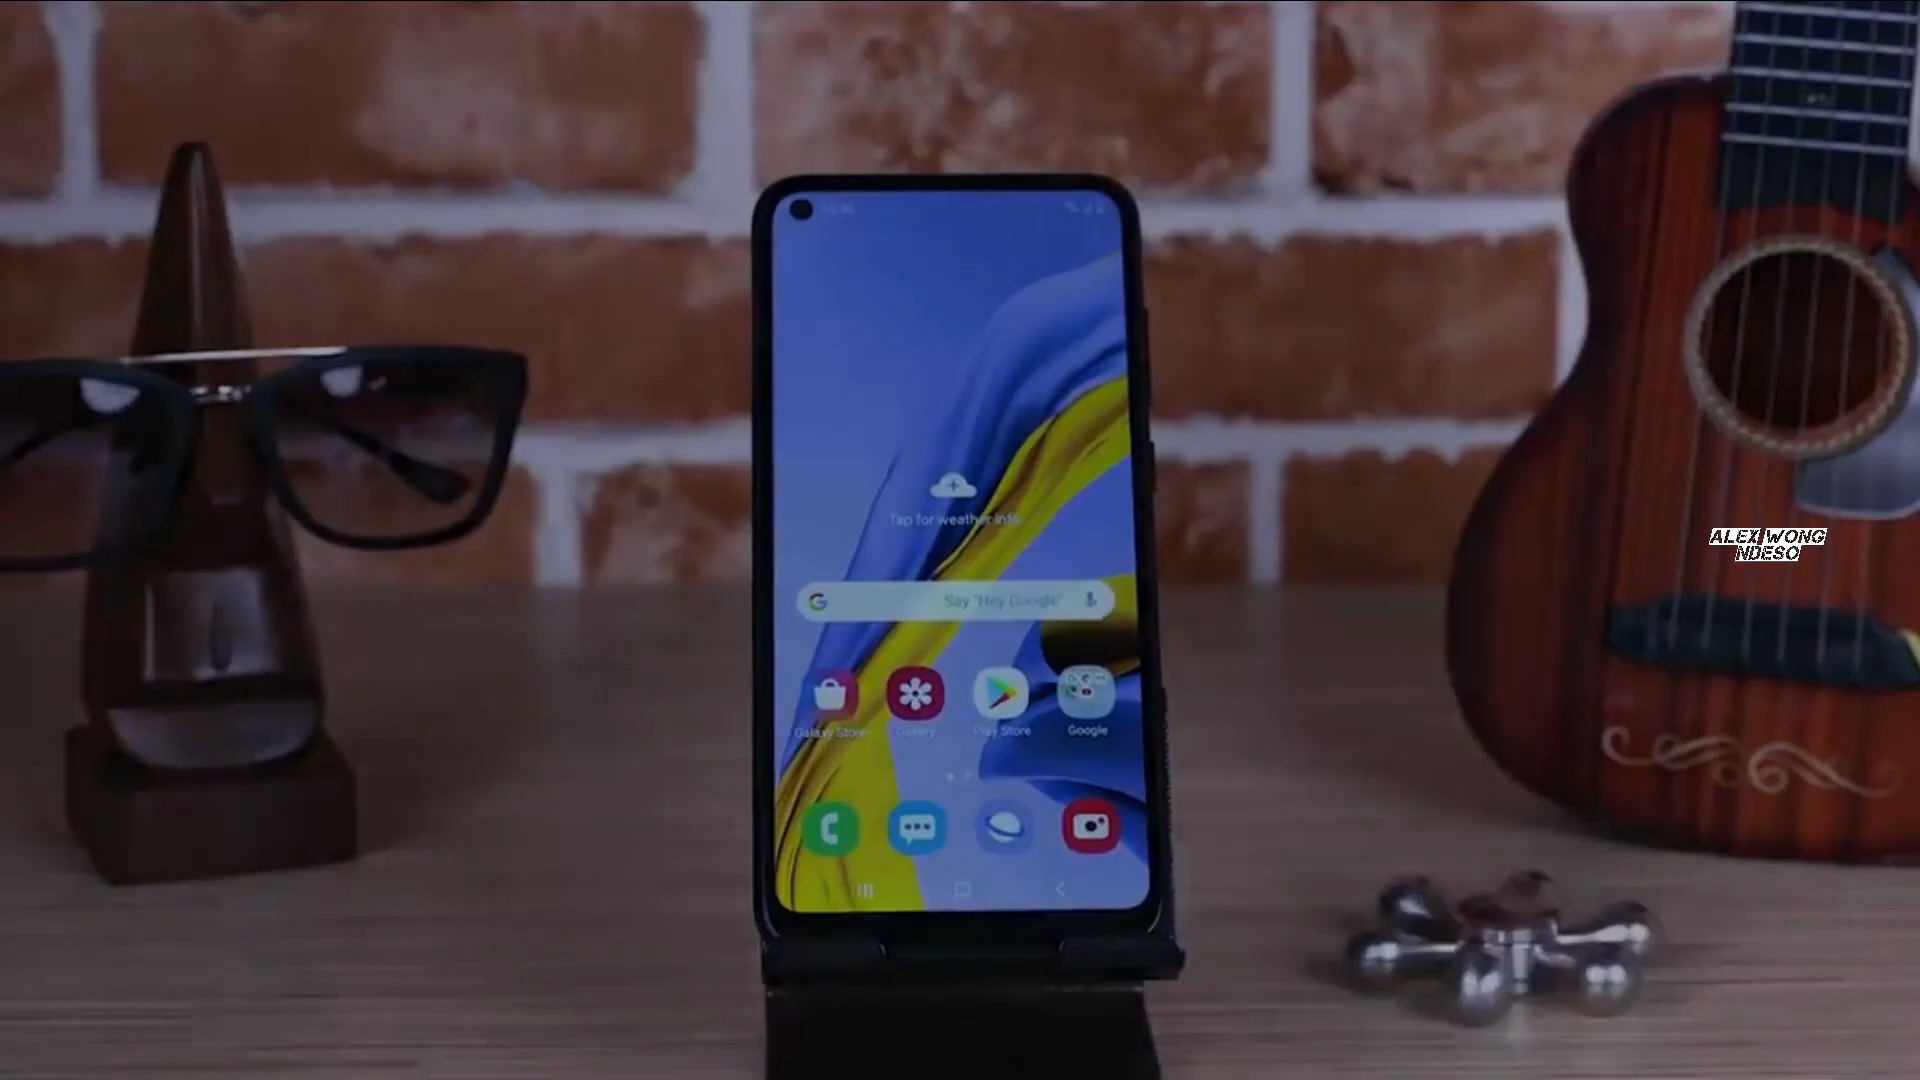 Tap for weather info
Say "Hey Google"
Galaxy Store
Gallery
Play Store
Google
ALEX WONG
NDESO